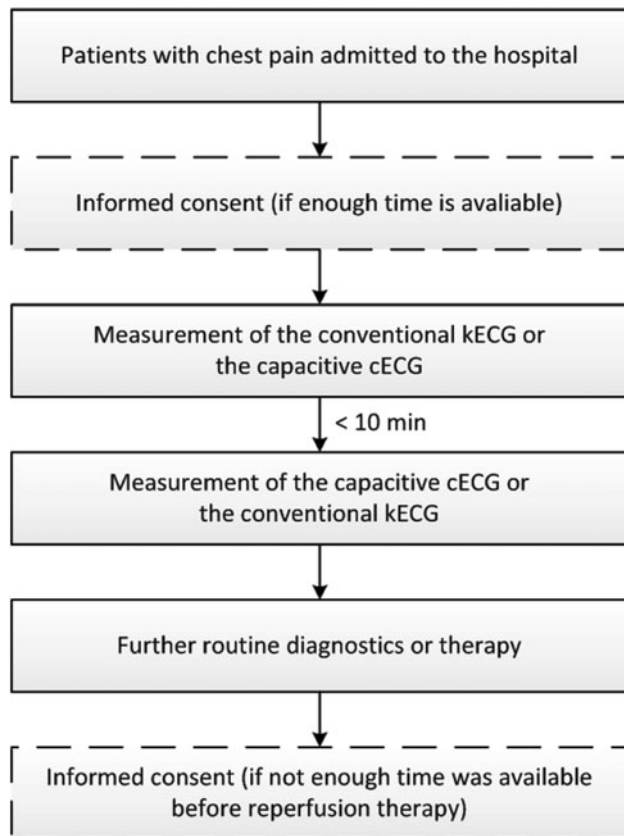 Patients with chest pain admitted to the hospital
Informed consent (if enough time is avaliable)
Measurement of the conventional kECG or
the capacitive cECG
< 10 min
Measurement of the capacitive cECG or
the conventional kECG
Further routine diagnostics or therapy
Informed consent (if not enough time was available
before reperfusion therapy)